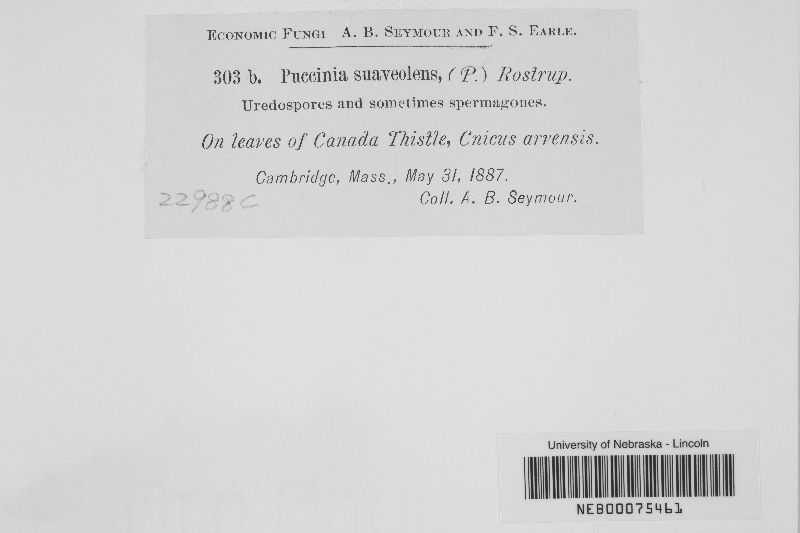 ECONOMIC FUNGI A. B. SEYMOUR AND F. S. EARLE.
303 b. Puccinia suaveolens, (P.) Rostrup.
Uredospores and sometimes spermagones.
On leaves of Canada Thistle, Cnicus arvensis.
Cambridge, Mass., May 31, 1887.
22988C
Coll. A. B. Seymour.
University of Nebraska - Lincoln
NEB00075461